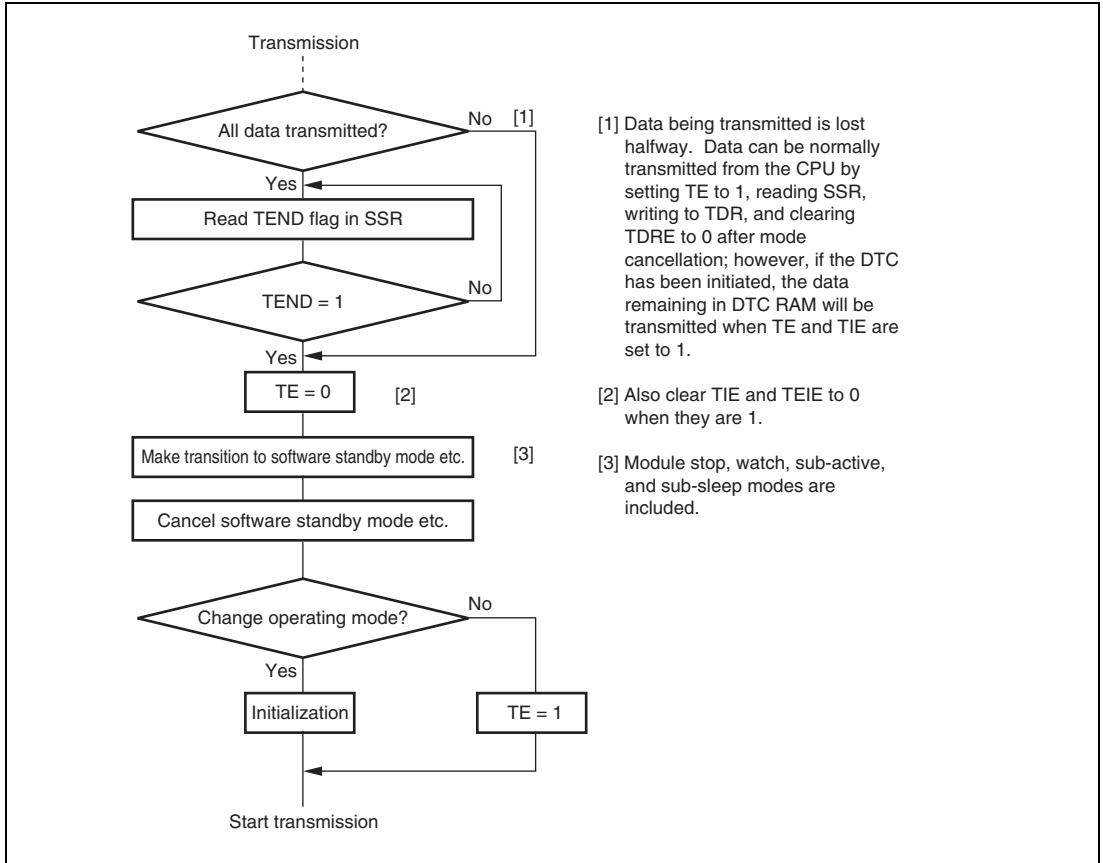 Transmission
All data transmitted?
No
[1]
Yes
Read TEND flag in SSR
TEND = 1
No
Yes
TE = 0
[2]
Make transition to software standby mode etc.
[3]
Cancel software standby mode etc.
Change operating mode?
No
Yes
Initialization
TE = 1
Start transmission
[1] Data being transmitted is lost
halfway. Data can be normally
transmitted from the CPU by
setting TE to 1, reading SSR,
writing to TDR, and clearing
TDRE to 0 after mode
cancellation; however, if the DTC
has been initiated, the data
remaining in DTC RAM will be
transmitted when TE and TIE are
set to 1.
[2] Also clear TIE and TEIE to 0
when they are 1.
[3] Module stop, watch, sub-active,
and sub-sleep modes are
included.